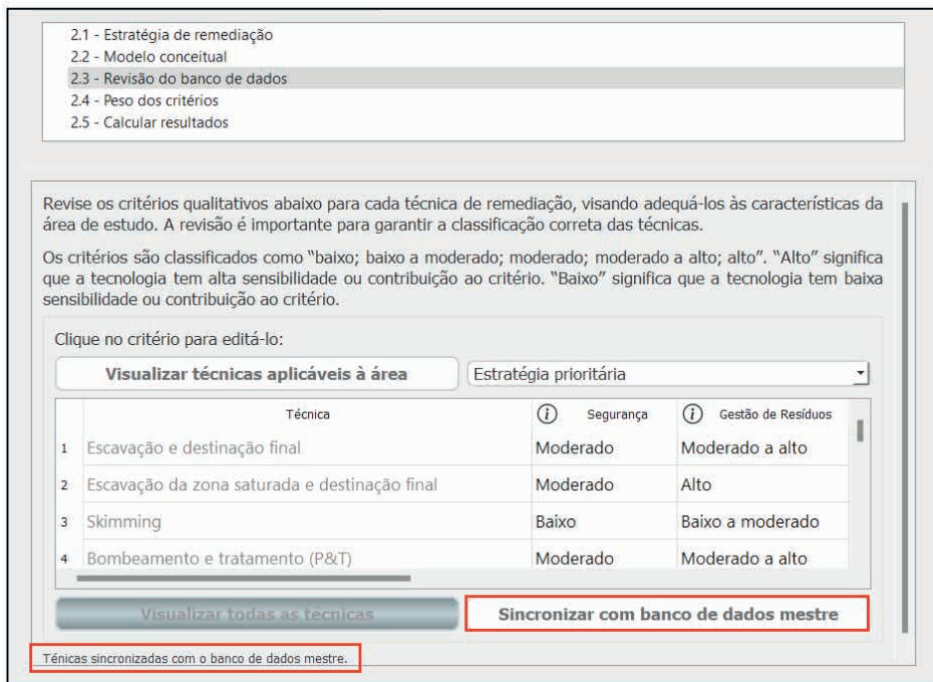 2.1 - Estratégia de remediação
2.2 - Modelo conceitual
2.3 - Revisão do banco de dados
2.4 - Peso dos critérios
2.5 - Calcular resultados
Revise os critérios qualitativos abaixo para cada técnica de remediação, visando adequá-los às características da
área de estudo. A revisão é importante para garantir a classificação correta das técnicas.
Os critérios são classificados como “baixo; baixo a moderado; moderado; moderado a alto; alto”. “Alto” significa
que a tecnologia tem alta sensibilidade ou contribuição ao critério. “Baixo” significa que a tecnologia tem baixa
sensibilidade ou contribuição ao critério.
Clique no critério para editá-lo:
Visualizar técnicas aplicáveis à área Estratégia prioritária
Técnica i Segurança i Gestão de Resíduos
1 Escavação e destinação final Moderado Moderado a alto
2 Escavação da zona saturada e destinação final Moderado Alto
3 Skimming Baixo Baixo a moderado
4 Bombeamento e tratamento (P&T) Moderado Moderado a alto
Visualizar todas as técnicas Sincronizar com banco de dados mestre
Ténicas sincronizadas com o banco de dados mestre.